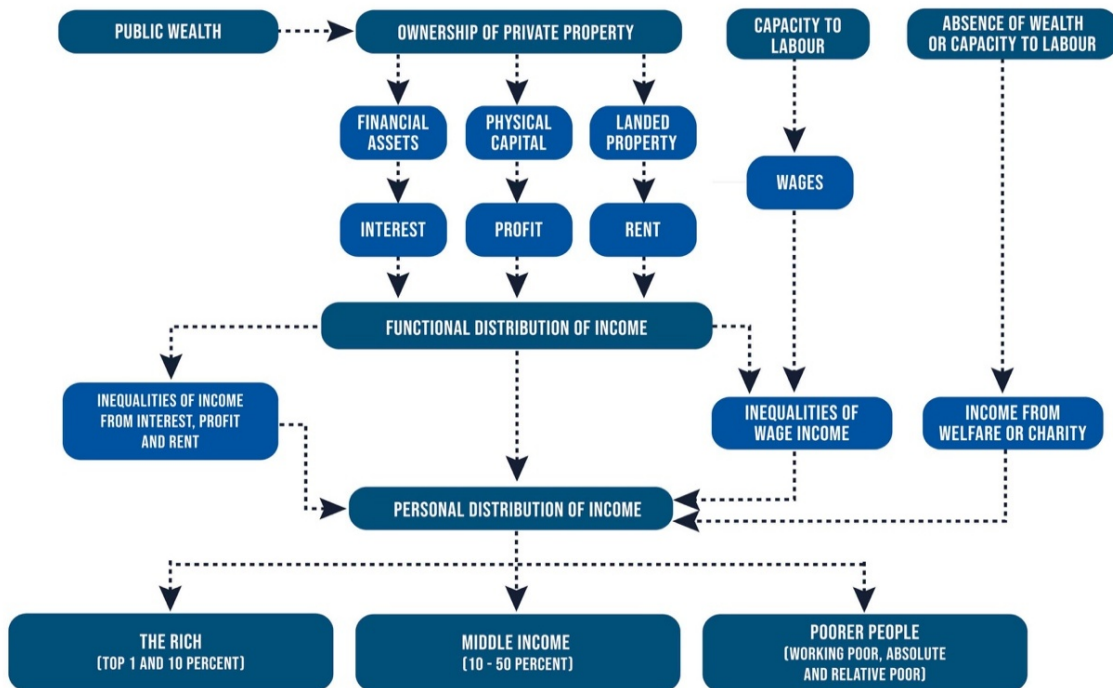 PUBLIC WEALTH
OWNERSHIP OF PRIVATE PROPERTY
CAPACITY TO
LABOUR
ABSENCE OF WEALTH
OR CAPACITY TO LABOUR
FINANCIAL
ASSETS
PHYSICAL
CAPITAL
LANDED
PROPERTY
WAGES
INTEREST
PROFIT
RENT
FUNCTIONAL DISTRIBUTION OF INCOME
INEQUALITIES OF INCOME
FROM INTEREST, PROFIT
AND RENT
INEQUALITIES OF
WAGE INCOME
INCOME FROM
WELFARE OR CHARITY
PERSONAL DISTRIBUTION OF INCOME
THE RICH
(TOP 1 AND 10 PERCENT)
MIDDLE INCOME
(10 - 50 PERCENT)
POORER PEOPLE
(WORKING POOR, ABSOLUTE
AND RELATIVE POOR)